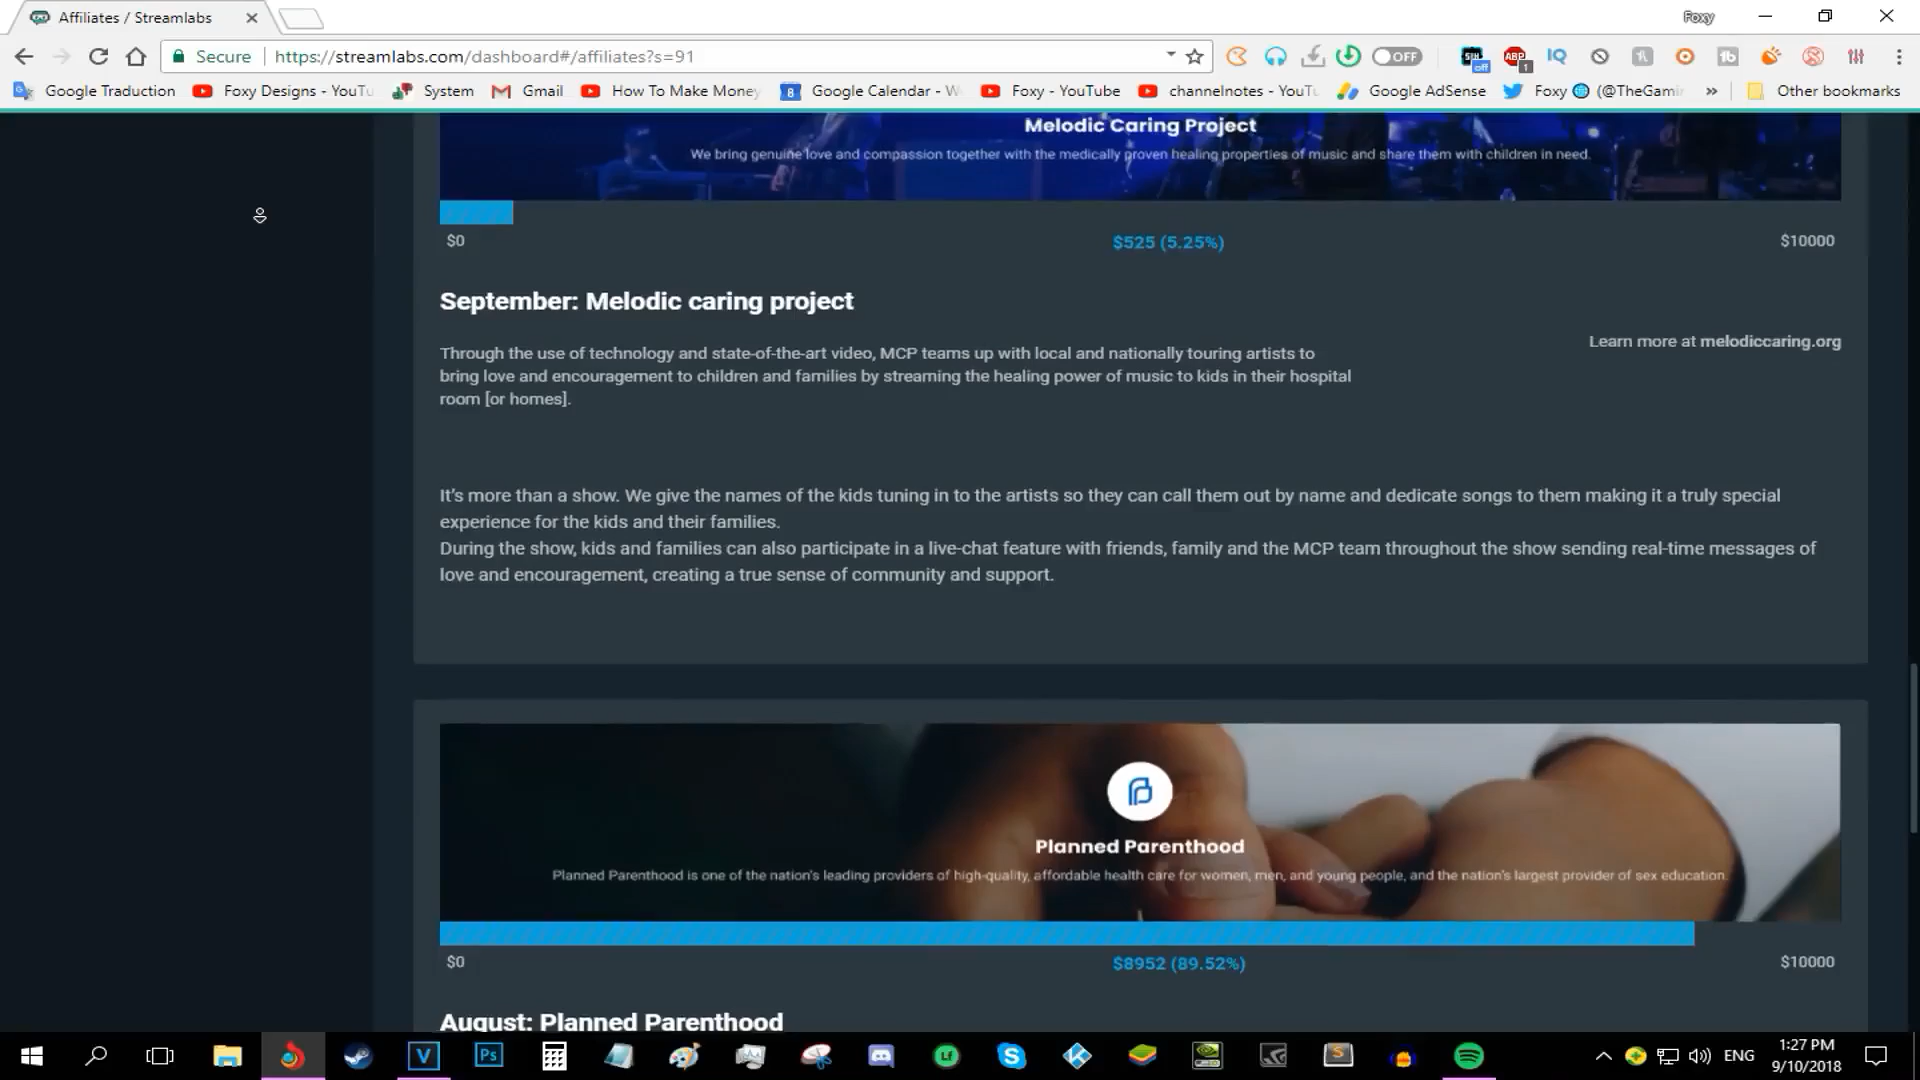 Affiliates / Streamlabs
Foxy
Secure
https://streamlabs.com/dashboard#/affiliates?s=91
OFF
off
ABP
1
IQ
Google Traduction
Foxy Designs - YouTu
System
Gmail
How To Make Money
8
Google Calendar - W
Foxy - YouTube
channelnotes - YouTu
Google AdSense
Foxy
(@TheGami
»
Other bookmarks
Melodic Caring Project
We bring genuine love and compassion together with the medically proven healing properties of music and share them with children in need.
$0
$525 (5.25%)
$10000
September: Melodic caring project
Learn more at melodiccaring.org
Through the use of technology and state-of-the-art video, MCP teams up with local and nationally touring artists to
bring love and encouragement to children and families by streaming the healing power of music to kids in their hospital
room [or homes].
It's more than a show. We give the names of the kids tuning in to the artists so they can call them out by name and dedicate songs to them making it a truly special
experience for the kids and their families.
During the show, kids and families can also participate in a live-chat feature with friends, family and the MCP team throughout the show sending real-time messages of
love and encouragement, creating a true sense of community and support.
Planned Parenthood
Planned Parenthood is one of the nation's leading providers of high-quality, affordable health care for women, men, and young people, and the nation's largest provider of sex education.
$0
$8952 (89.52%)
$10000
August: Planned Parenthood
V
Ps
Lf
S
ENG
1:27 PM
9/10/2018